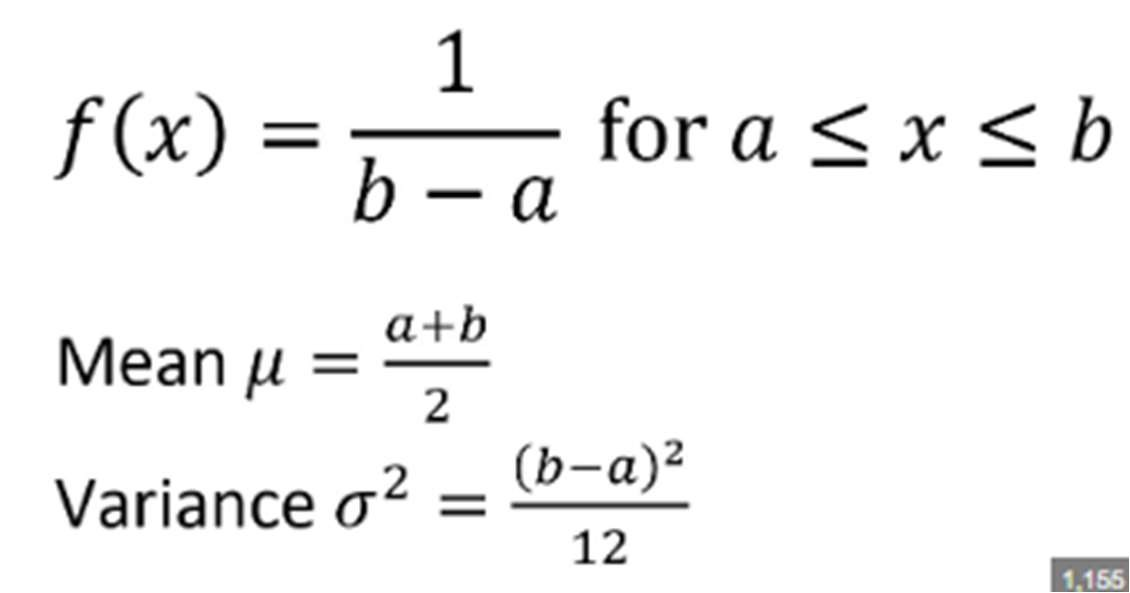 f(x) = 1/(b − a) for a ≤ x ≤ b
Mean μ = (a+b)/2
Variance σ² = (b−a)²/12
1,155